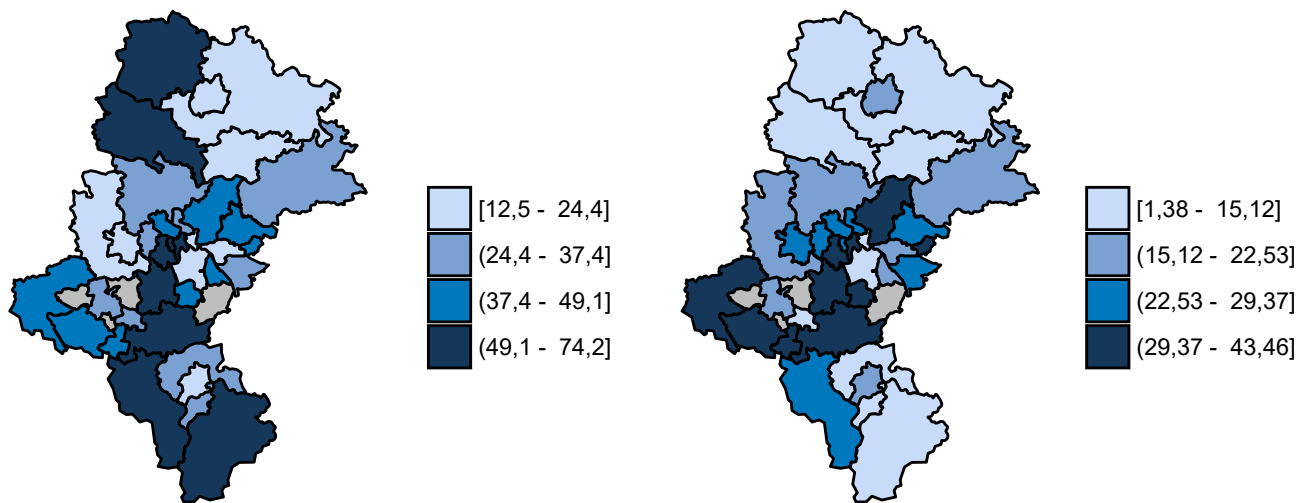 [12,5 - 24,4]
(24,4 - 37,4]
(37,4 - 49,1]
(49,1 - 74,2]
[1,38 - 15,12]
(15,12 - 22,53]
(22,53 - 29,37]
(29,37 - 43,46]